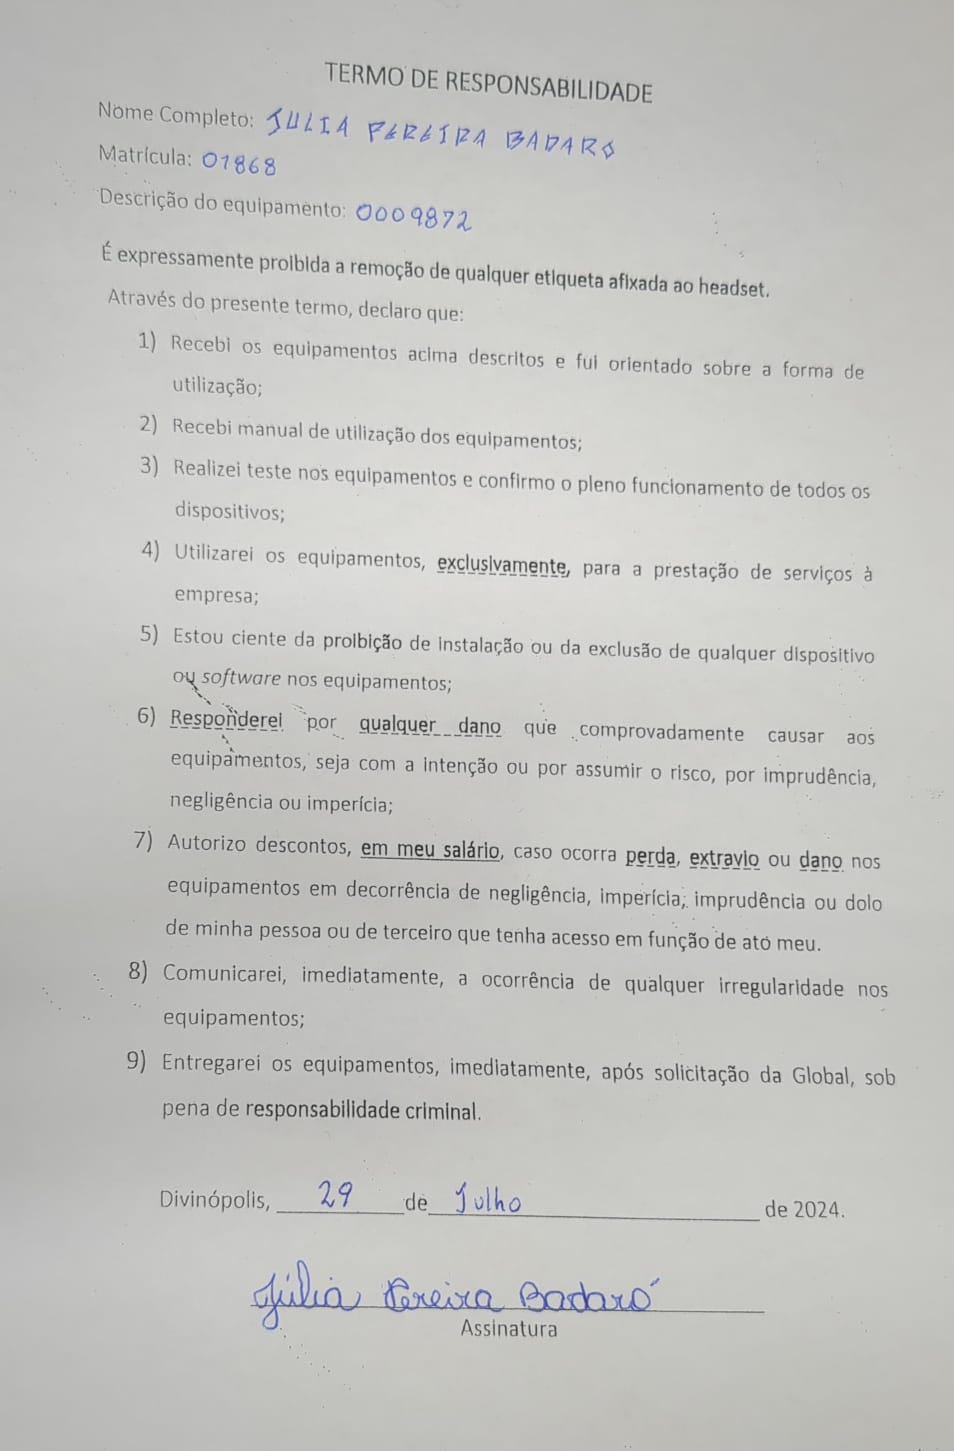 TERMO DE RESPONSABILIDADE
Nome Completo: JULIA PEREIRA BADARÓ
Matrícula: 01868
Descrição do equipamento: 0009872
É expressamente proibida a remoção de qualquer etiqueta afixada ao headset.
Através do presente termo, declaro que:
1) Recebi os equipamentos acima descritos e fui orientado sobre a forma de
utilização;
2) Recebi manual de utilização dos equipamentos;
3) Realizei teste nos equipamentos e confirmo o pleno funcionamento de todos os
dispositivos;
4) Utilizarei os equipamentos, exclusivamente, para a prestação de serviços à
empresa;
5) Estou ciente da proibição de instalação ou da exclusão de qualquer dispositivo
ou software nos equipamentos;
6) Responderei por qualquer dano que comprovadamente causar aos
equipamentos, seja com a intenção ou por assumir o risco, por imprudência,
negligência ou imperícia;
7) Autorizo descontos, em meu salário, caso ocorra perda, extravio ou dano nos
equipamentos em decorrência de negligência, imperícia, imprudência ou dolo
de minha pessoa ou de terceiro que tenha acesso em função de ato meu.
8) Comunicarei, imediatamente, a ocorrência de qualquer irregularidade nos
equipamentos;
9) Entregarei os equipamentos, imediatamente, após solicitação da Global, sob
pena de responsabilidade criminal.
Divinópolis, 29 de Julho de 2024.
Júlia Pereira Badaró
Assinatura